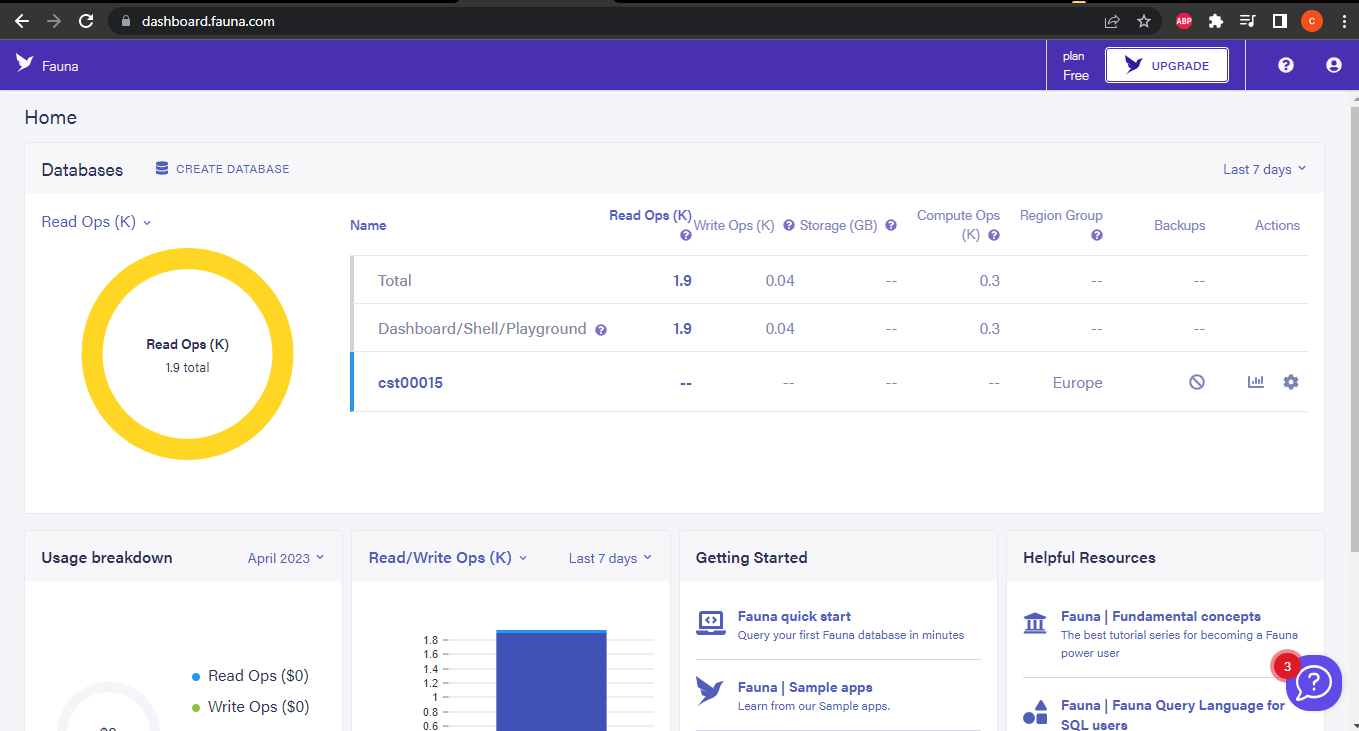 dashboard.fauna.com
ABP
C
Fauna
plan
Free
UPGRADE
Home
Databases
CREATE DATABASE
Last 7 days
Read Ops (K)
Read Ops (K)
1.9 total
Name
Read Ops (K)
Write Ops (K)
Storage (GB)
Compute Ops
(K)
Region Group
Backups
Actions
Total 1.9 0.04 -- 0.3 -- --
Dashboard/Shell/Playground 1.9 0.04 -- 0.3 -- --
cst00015 -- -- -- -- Europe
Usage breakdown
April 2023
Read Ops ($0)
Write Ops ($0)
Read/Write Ops (K)
Last 7 days
1.8
1.6
1.4
1.2
1
0.8
0.6
Getting Started
Fauna quick start
Query your first Fauna database in minutes
Fauna | Sample apps
Learn from our Sample apps.
Helpful Resources
Fauna | Fundamental concepts
The best tutorial series for becoming a Fauna
power user
Fauna | Fauna Query Language for
SQL users
3